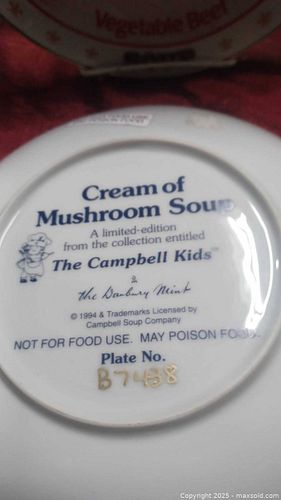 Vegetable Beef
Cream of
Mushroom Soup
A limited-edition
from the collection entitled
The Campbell Kids™
The Danbury Mint
© 1994 & Trademarks Licensed by
Campbell Soup Company
NOT FOR FOOD USE. MAY POISON FOOD.
Plate No.
B7438
Copyright 2025 - maxsold.com